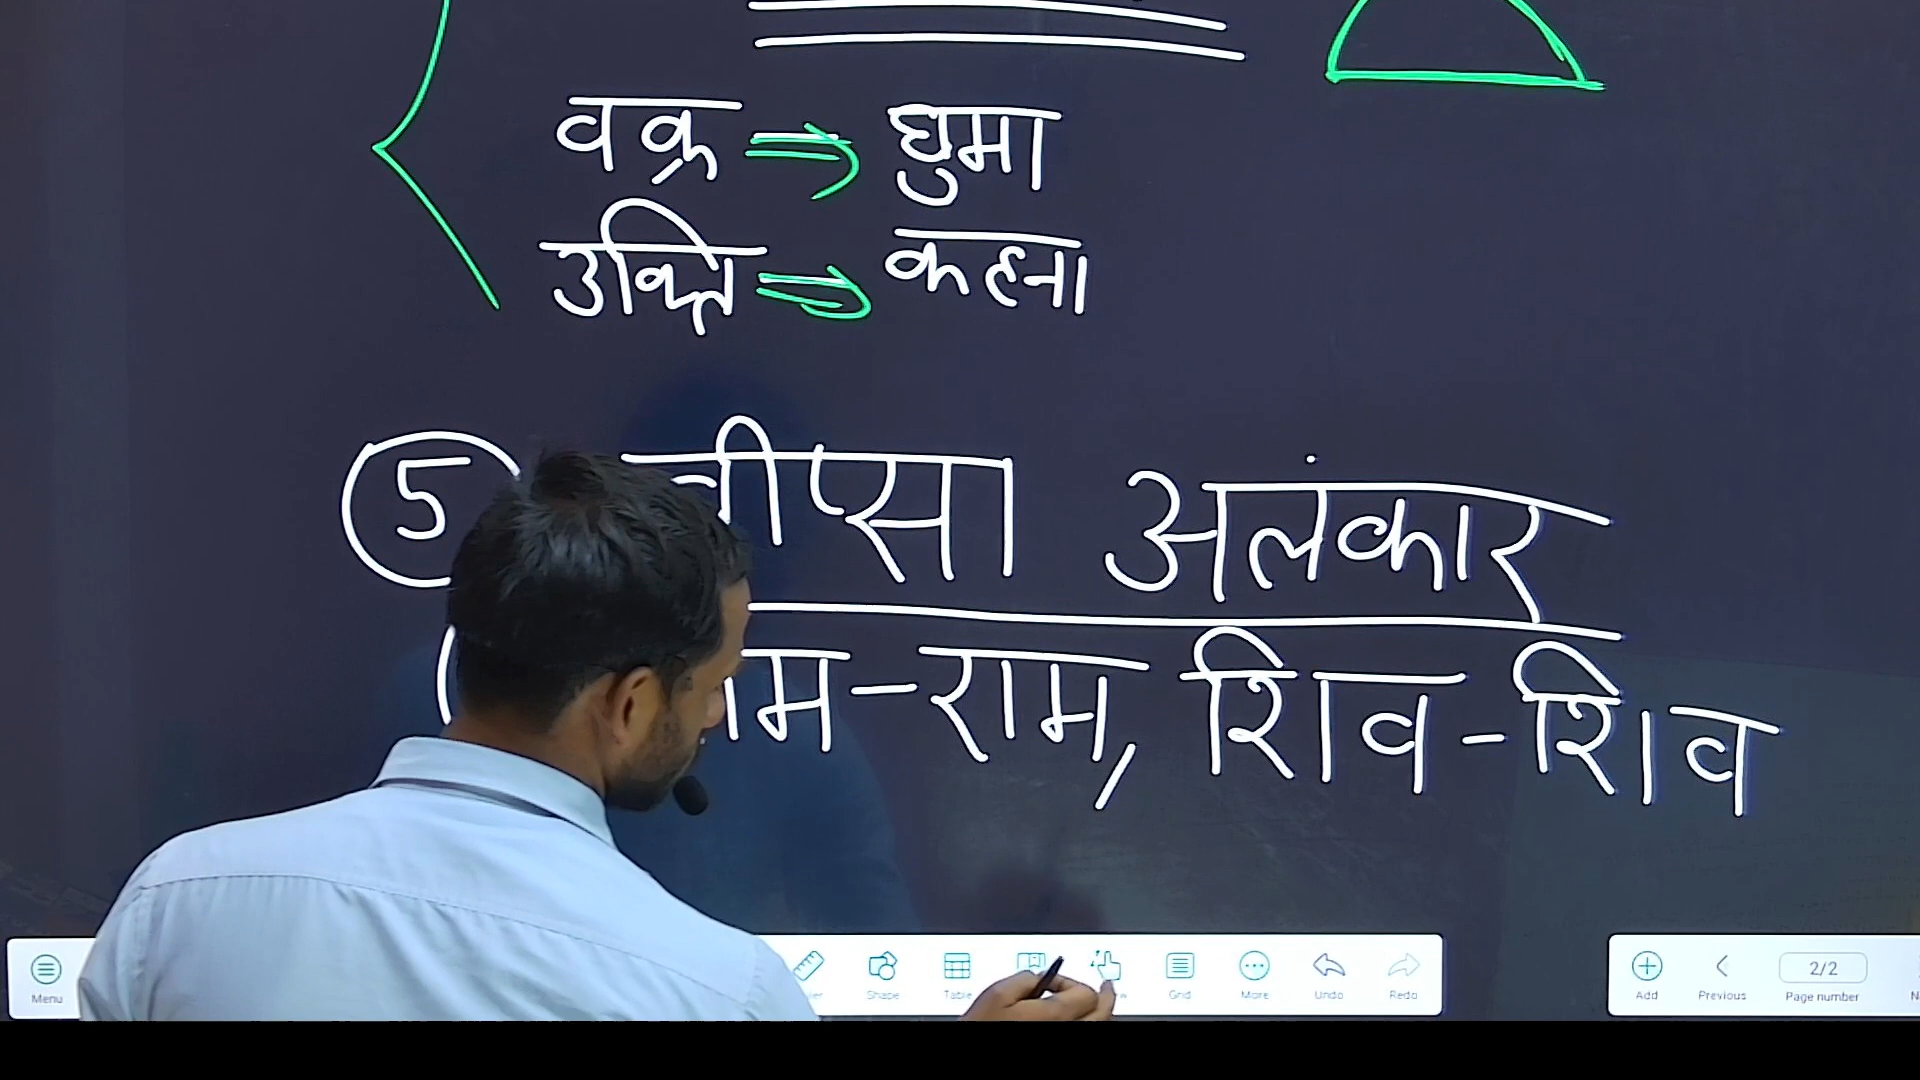 वक्र ⇒ घुमा
उक्ति ⇒ कहना
5 वीप्सा अलंकार
राम-राम, शिव-शिव
Menu Shape Table Grid More Undo Redo Add Previous 2/2 Page number